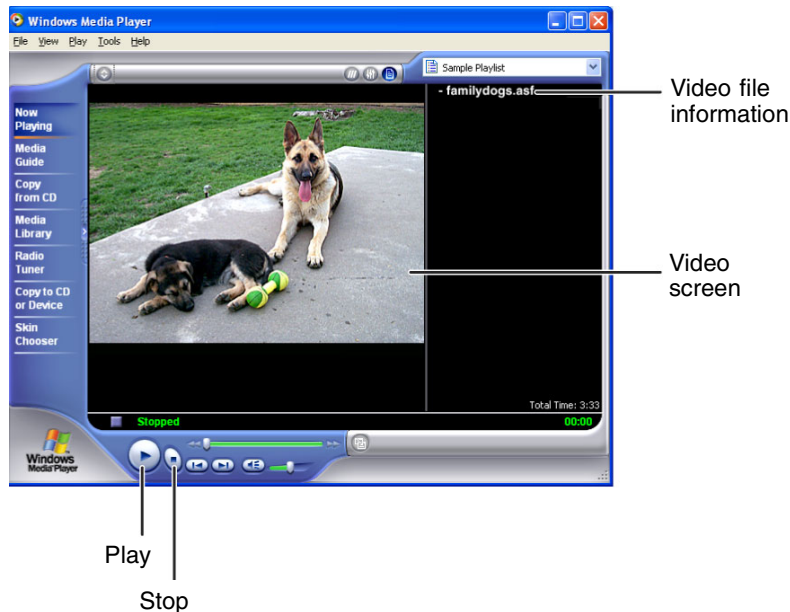 Windows Media Player
File View Play Tools Help
Sample Playlist
- familydogs.asf
Video file
information
Now
Playing
Media
Guide
Copy
from CD
Media
Library
Radio
Tuner
Copy to CD
or Device
Skin
Chooser
Video
screen
Total Time: 3:33
Stopped
00:00
Windows
Media Player
Play
Stop